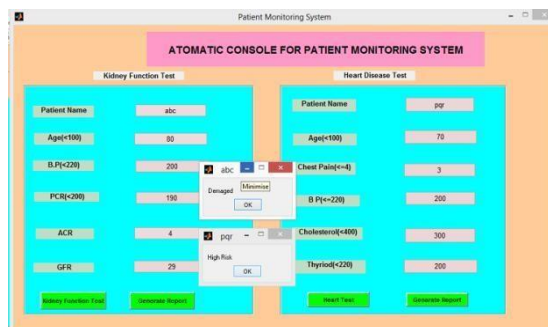 Patient Monitoring System
ATOMATIC CONSOLE FOR PATIENT MONITORING SYSTEM
Kidney Function Test
Patient Name abc
Age(<100) 80
B.P(<220) 200
PCR(<200) 190
ACR 4
GFR 29
Kidney Function Test Generate Report
Heart Disease Test
Patient Name pqr
Age(<100) 70
Chest Pain(<=4) 3
B P(<=220) 200
Cholesterol(<400) 300
Thyriod(<220) 200
Heart Test Generate Report
abc
Demaged Minimise
OK
pqr
High Risk
OK